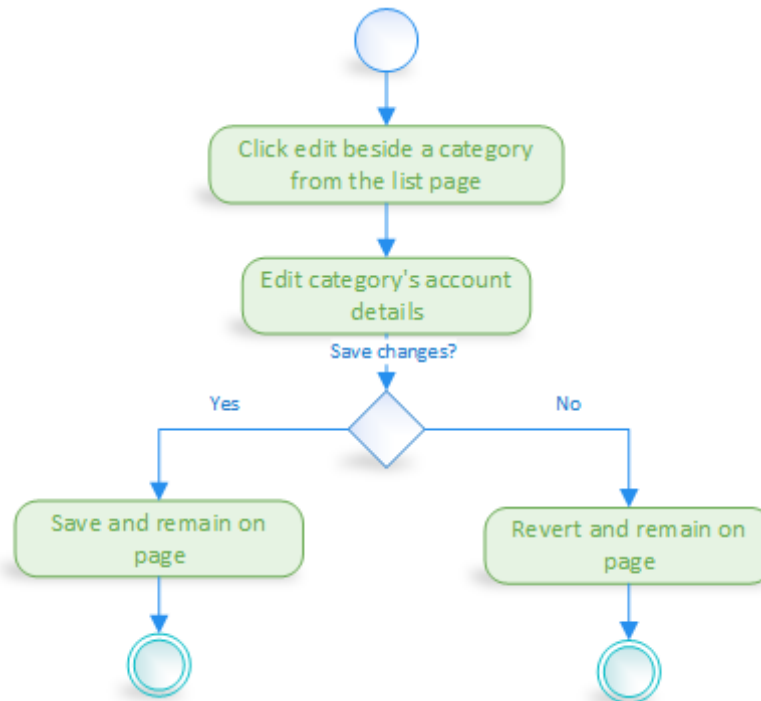 Click edit beside a category
from the list page
Edit category's account
details
Save changes?
Yes
No
Save and remain on
page
Revert and remain on
page